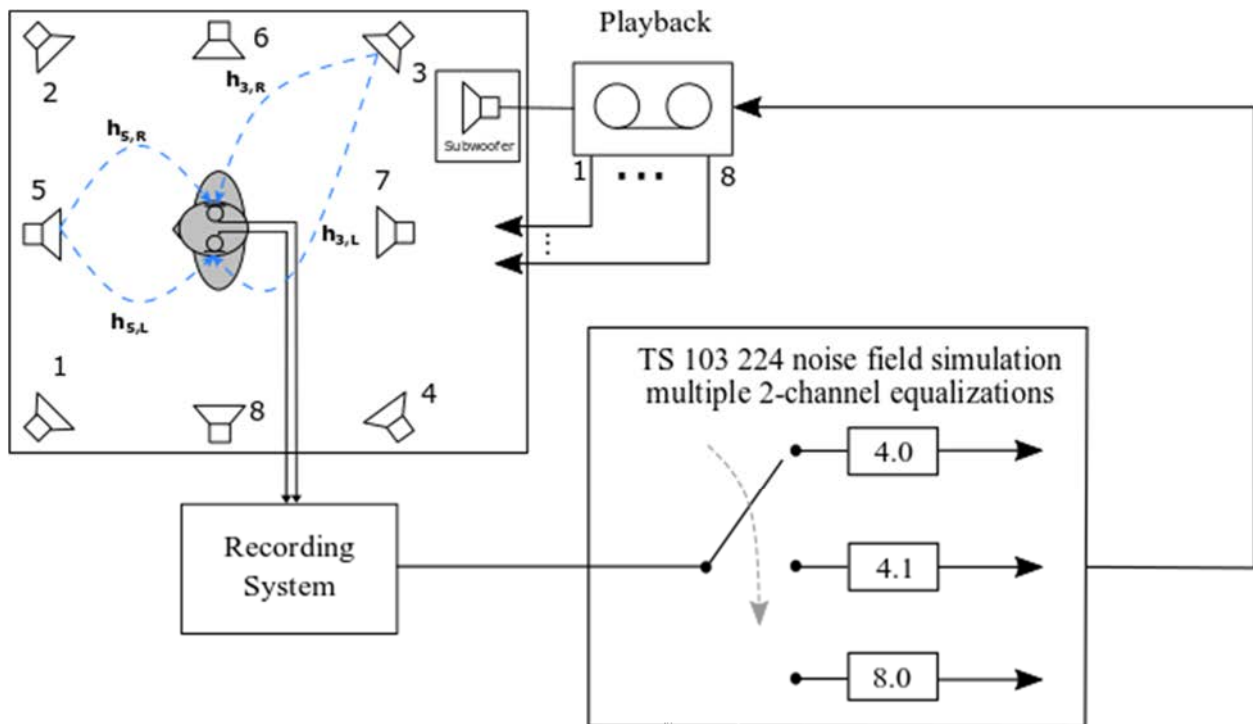 Playback
2
6
3
h3,R
h5,R
Subwoofer
1
...
8
5
7
h3,L
h5,L
1
8
4
TS 103 224 noise field simulation
multiple 2-channel equalizations
4.0
4.1
8.0
Recording
System